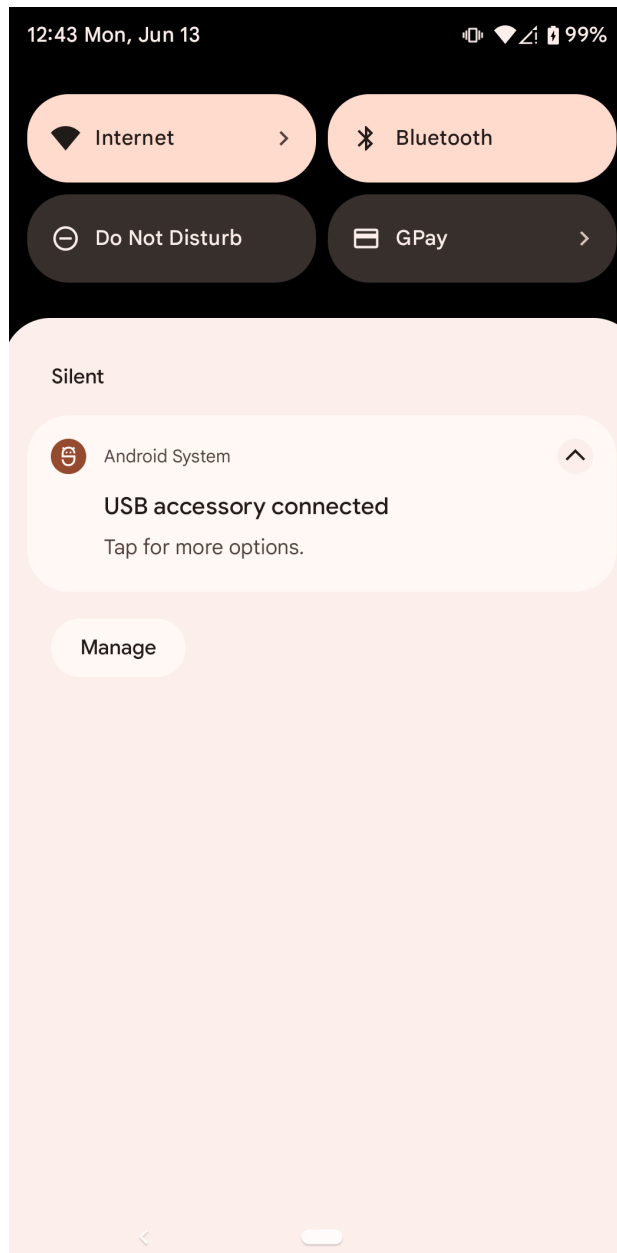 12:43 Mon, Jun 13 99%
Internet Bluetooth
Do Not Disturb GPay
Silent
Android System
USB accessory connected
Tap for more options.
Manage